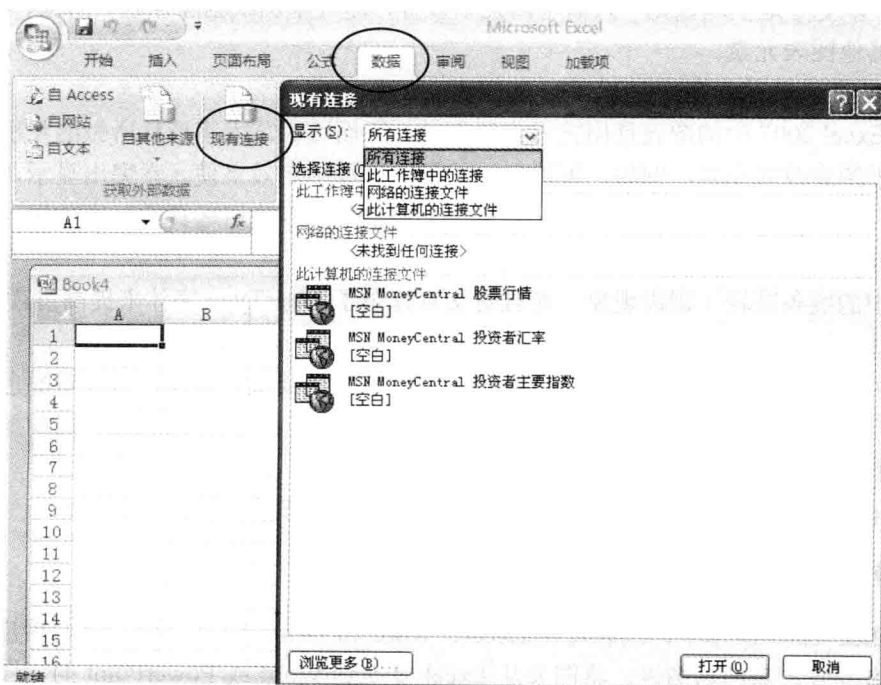 Microsoft Excel
开始 插入 页面布局 公式 数据 审阅 视图 加载项
自 Access
自网站
自文本
自其他来源
现有连接
获取外部数据
A1
fx
Book4
A B
1
2
3
4
5
6
7
8
9
10
11
12
13
14
15
16
就绪
现有连接
显示(S):
所有连接
所有连接
此工作簿中的连接
网络的连接文件
此计算机的连接文件
选择连接(
此工作簿中
网络的连接文件
<未找到任何连接>
此计算机的连接文件
MSN MoneyCentral 股票行情
[空白]
MSN MoneyCentral 投资者汇率
[空白]
MSN MoneyCentral 投资者主要指数
[空白]
浏览更多(B)...
打开(O)
取消